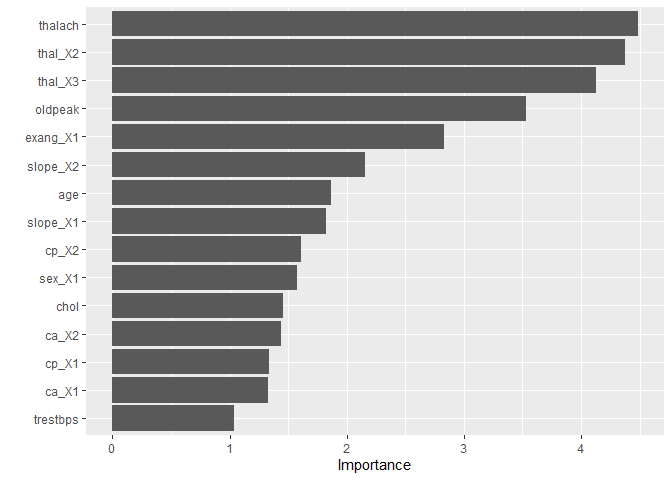 thalach
thal_X2
thal_X3
oldpeak
exang_X1
slope_X2
age
slope_X1
cp_X2
sex_X1
chol
ca_X2
cp_X1
ca_X1
trestbps
0 1 2 3 4
Importance